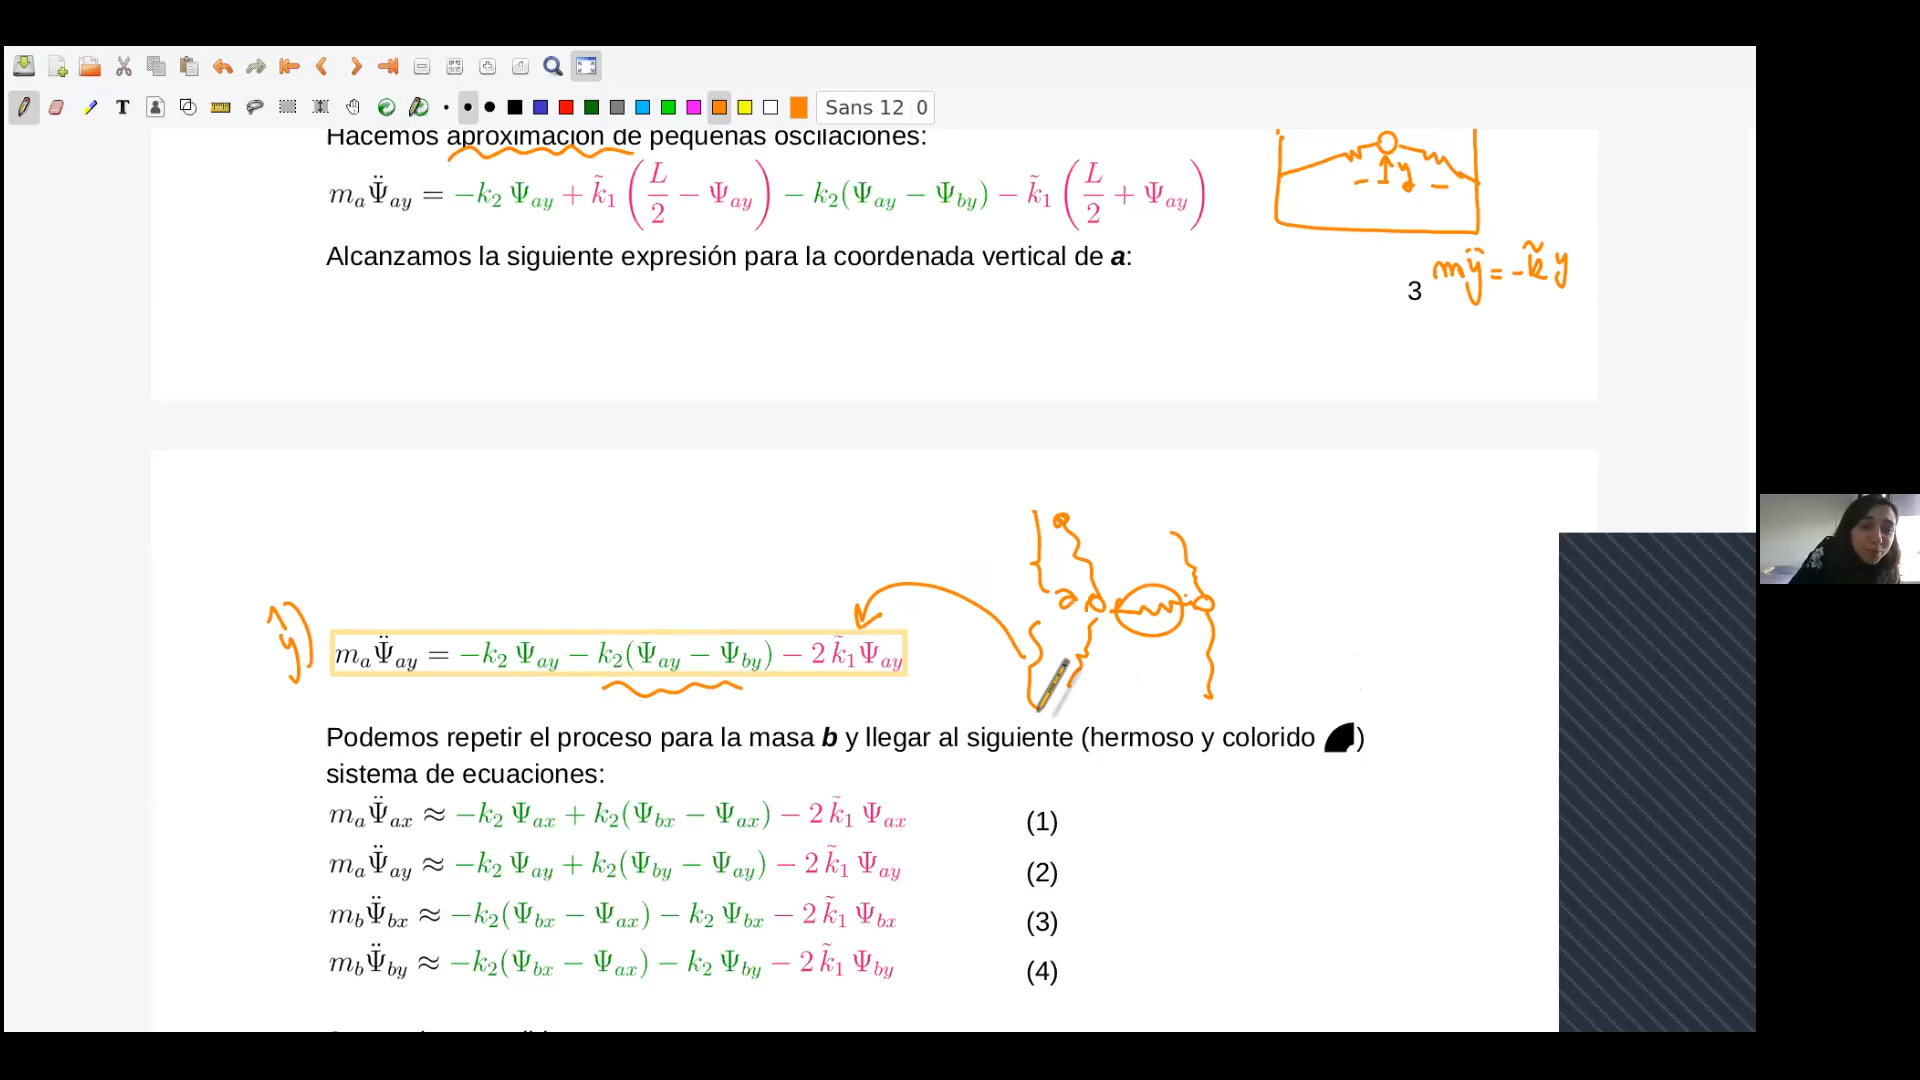 Sans 12 0
Hacemos aproximación de pequeñas oscilaciones:
m_a Ψ̈_ay = −k_2 Ψ_ay + k̃_1 (L/2 − Ψ_ay) − k_2(Ψ_ay − Ψ_by) − k̃_1 (L/2 + Ψ_ay)
y
Alcanzamos la siguiente expresión para la coordenada vertical de a:
3
mÿ = -k̃ y
a
ŷ)
m_a Ψ̈_ay = −k_2 Ψ_ay − k_2(Ψ_ay − Ψ_by) − 2 k̃_1 Ψ_ay
Podemos repetir el proceso para la masa b y llegar al siguiente (hermoso y colorido )
sistema de ecuaciones:
m_a Ψ̈_ax ≈ −k_2 Ψ_ax + k_2(Ψ_bx − Ψ_ax) − 2 k̃_1 Ψ_ax (1)
m_a Ψ̈_ay ≈ −k_2 Ψ_ay + k_2(Ψ_by − Ψ_ay) − 2 k̃_1 Ψ_ay (2)
m_b Ψ̈_bx ≈ −k_2(Ψ_bx − Ψ_ax) − k_2 Ψ_bx − 2 k̃_1 Ψ_bx (3)
m_b Ψ̈_by ≈ −k_2(Ψ_bx − Ψ_ax) − k_2 Ψ_by − 2 k̃_1 Ψ_by (4)